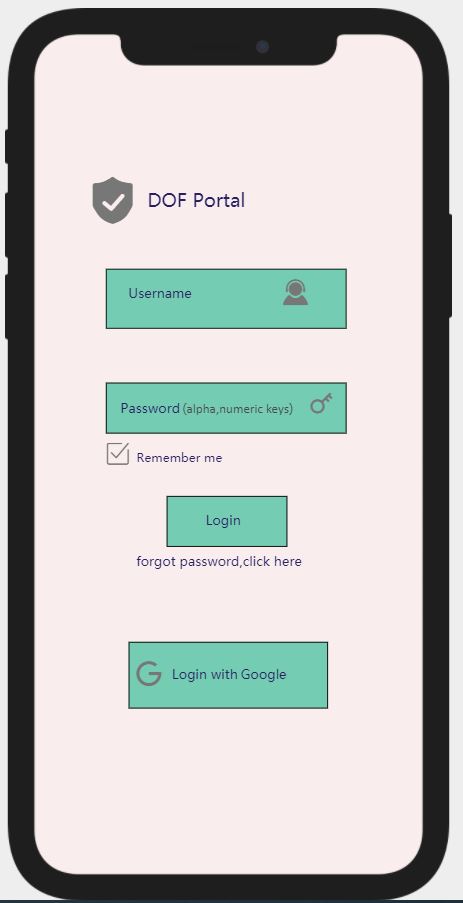 DOF Portal
Username
Password (alpha,numeric keys)
Remember me
Login
forgot password,click here
Login with Google